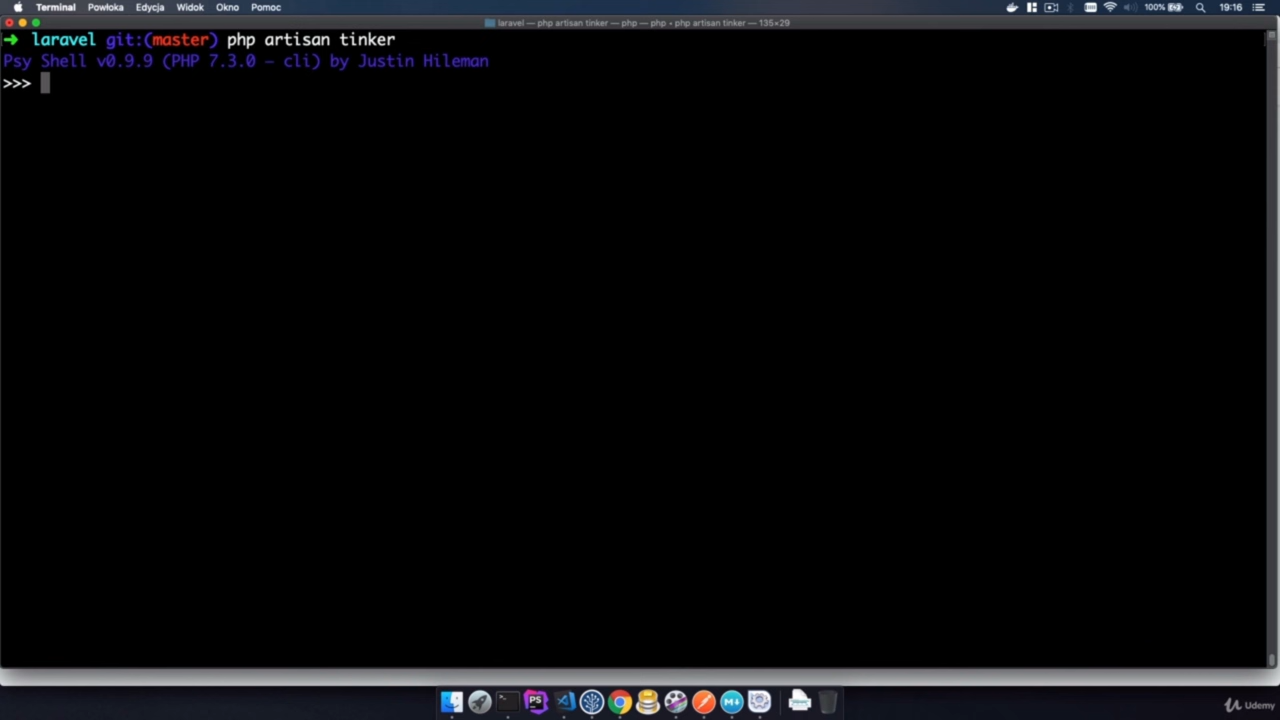 Terminal Powłoka Edycja Widok Okno Pomoc 100% 19:16
laravel — php artisan tinker — php — php • php artisan tinker — 135×29
➜ laravel git:(master) php artisan tinker
Psy Shell v0.9.9 (PHP 7.3.0 — cli) by Justin Hileman
>>>
PS
M↓
Udemy